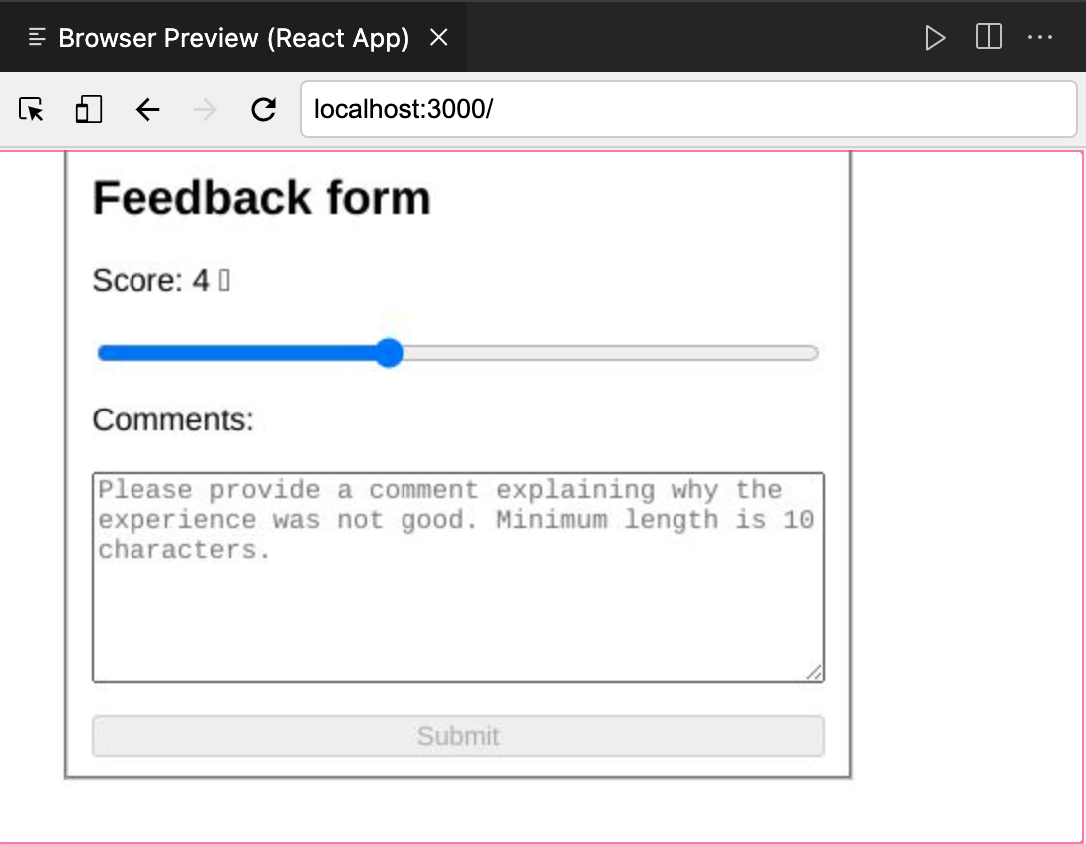 Browser Preview (React App)
localhost:3000/
Feedback form
Score: 4
Comments:
Please provide a comment explaining why the
experience was not good. Minimum length is 10
characters.
Submit